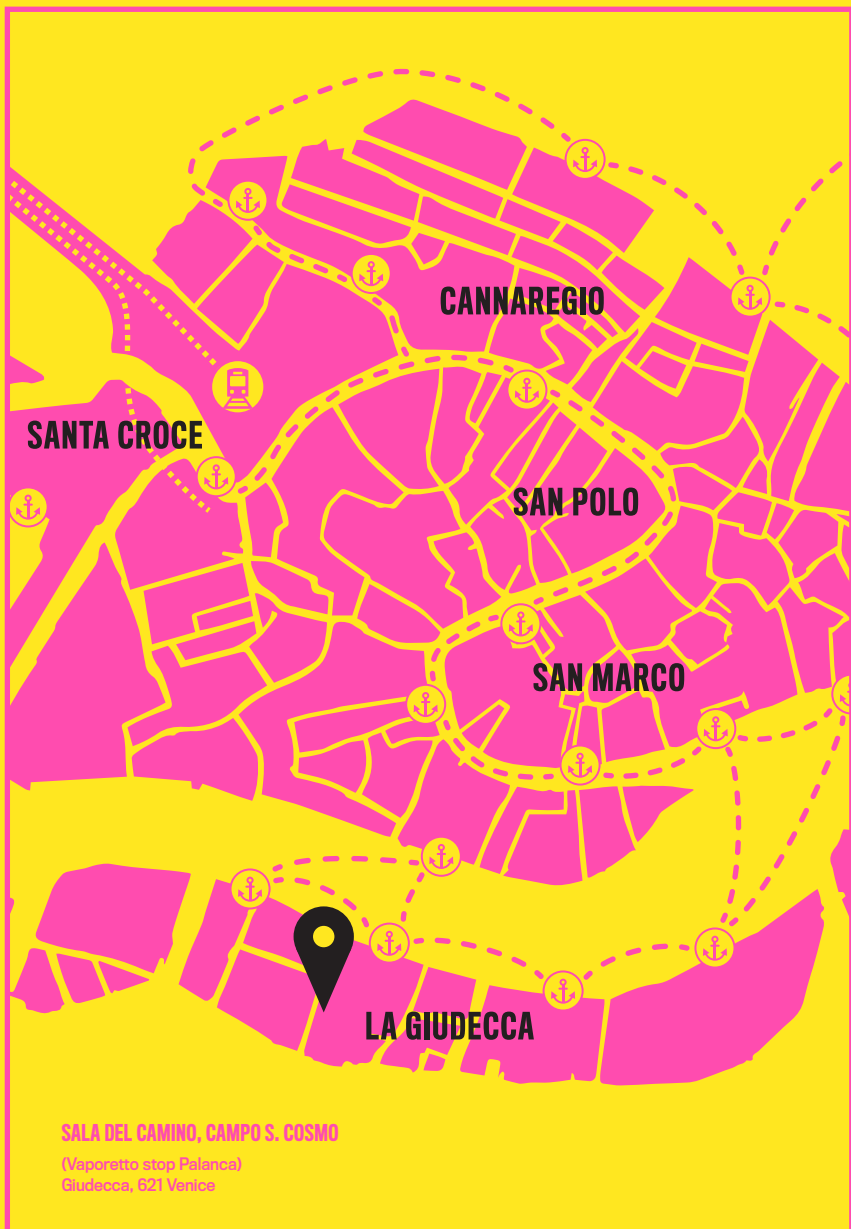 CANNAREGIO
SANTA CROCE
SAN POLO
SAN MARCO
LA GIUDECCA
SALA DEL CAMINO, CAMPO S. COSMO
(Vaporetto stop Palanca)
Giudecca, 621 Venice